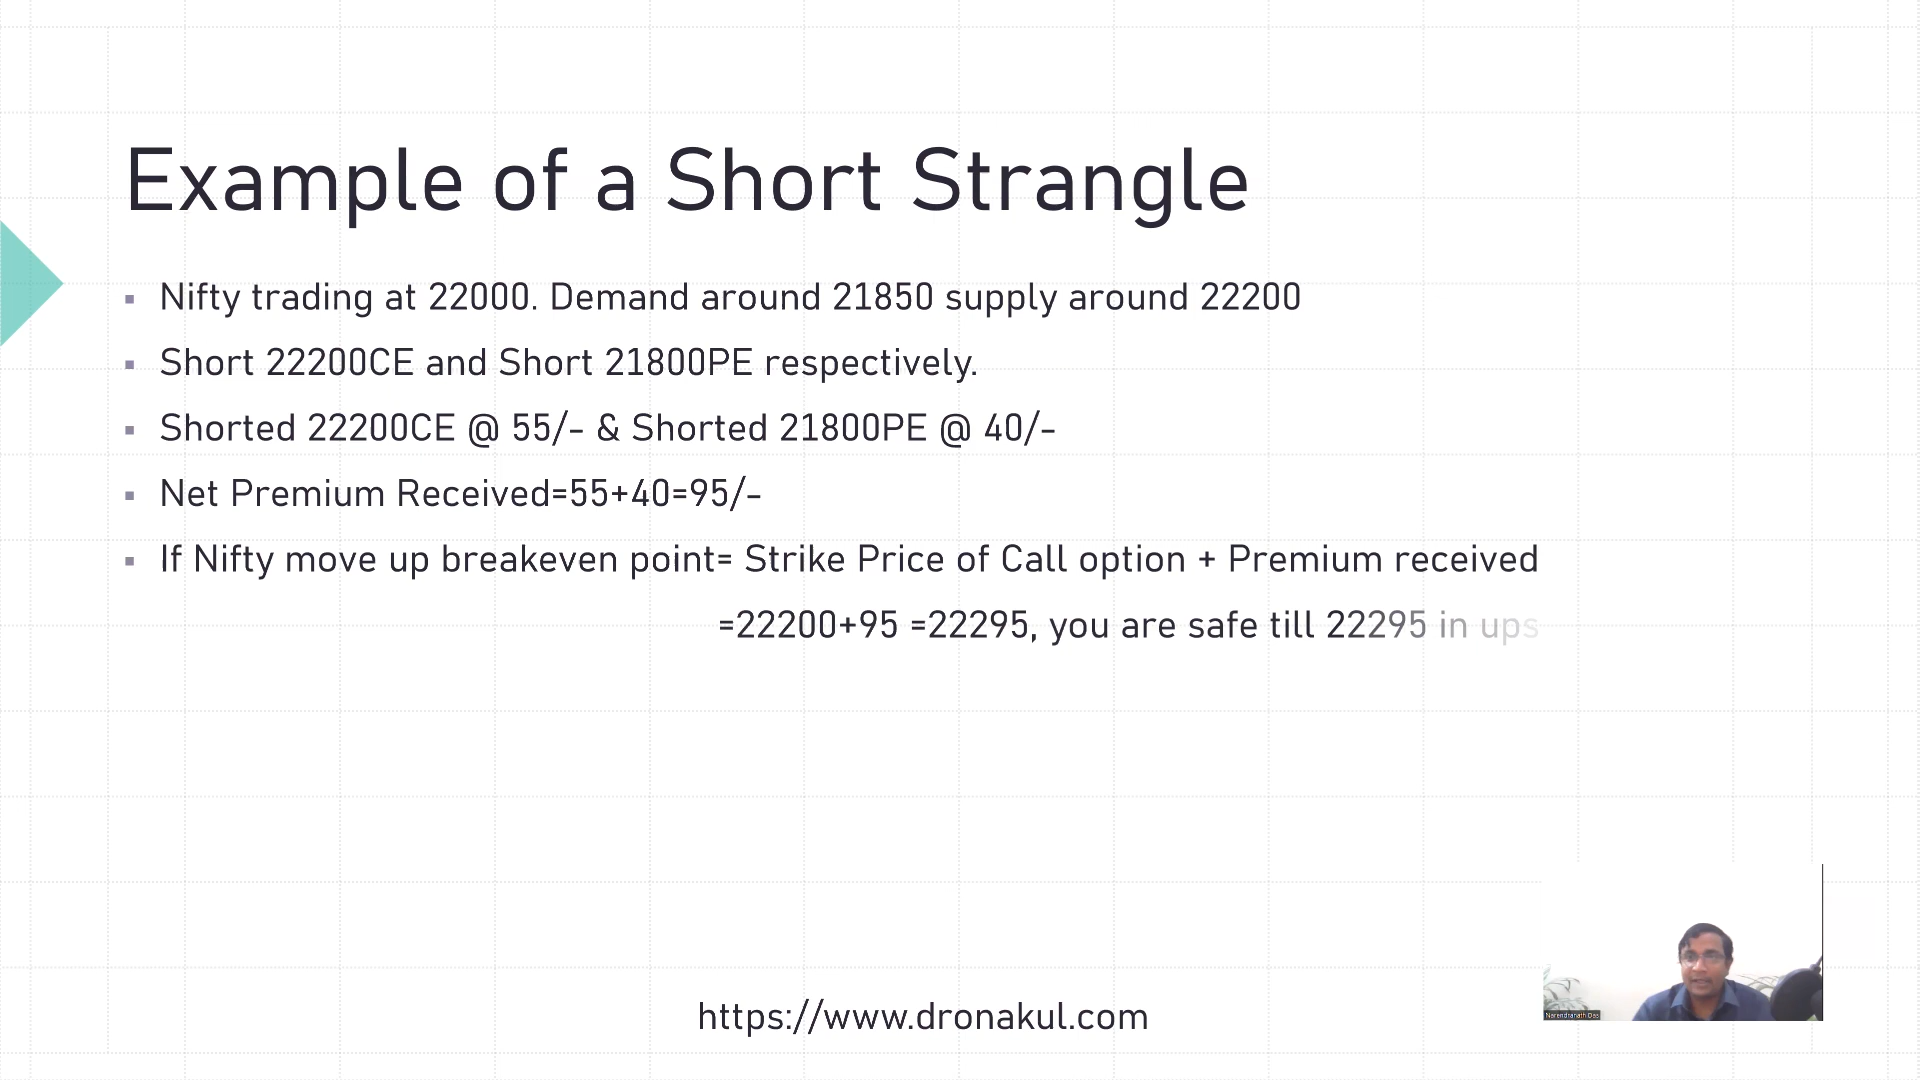 Example of a Short Strangle
▪ Nifty trading at 22000. Demand around 21850 supply around 22200
▪ Short 22200CE and Short 21800PE respectively.
▪ Shorted 22200CE @ 55/- & Shorted 21800PE @ 40/-
▪ Net Premium Received=55+40=95/-
▪ If Nifty move up breakeven point= Strike Price of Call option + Premium received
=22200+95 =22295, you are safe till 22295 in ups
https://www.dronakul.com
Narendranath Das